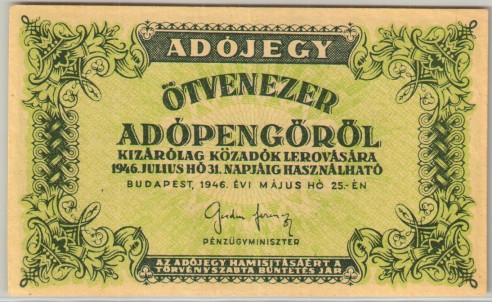 ADÓJEGY
ÖTVENEZER
ADÓPENGŐRŐL
KIZÁRÓLAG KÖZADÓK LEROVÁSÁRA
1946. JULIUS HÓ 31. NAPJÁIG HASZNÁLHATÓ
BUDAPEST, 1946. ÉVI MÁJUS HÓ 25.-ÉN
PÉNZÜGYMINISZTER
AZ ADÓJEGY HAMISITÁSÁÉRT A
TÖRVÉNYSZABTA BÜNTETÉS JÁR